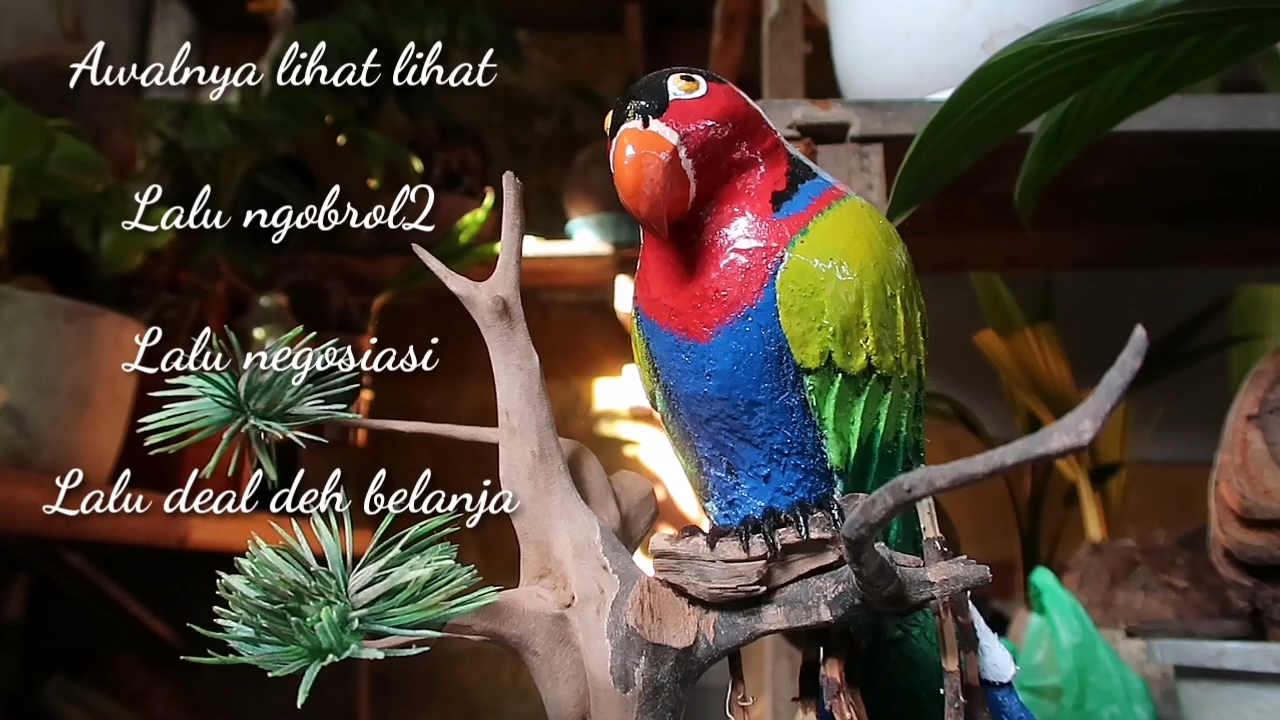 Awalnya lihat lihat
Lalu ngobrol2
Lalu negosiasi
Lalu deal deh belanja